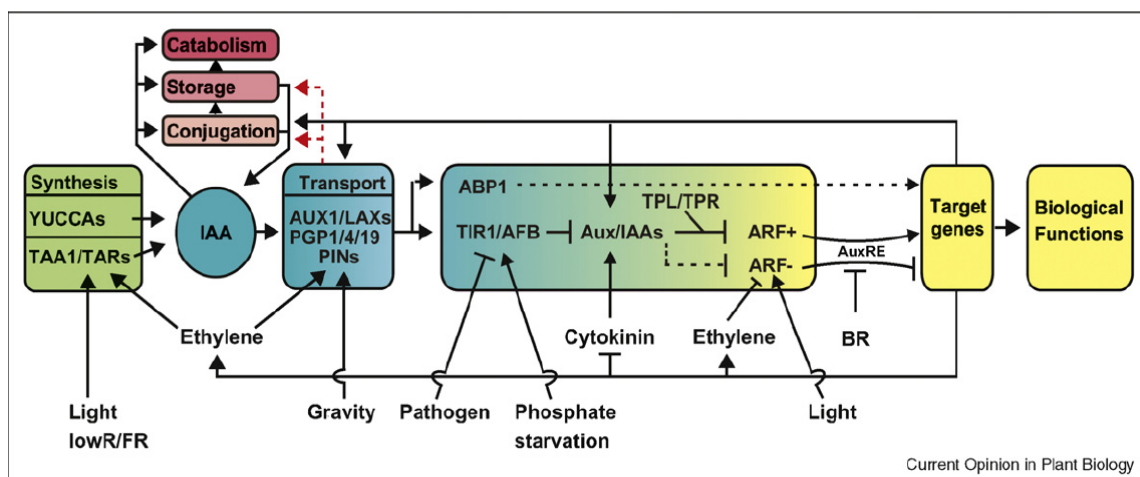 Catabolism
Storage
Conjugation
Synthesis
YUCCAs
TAA1/TARs
IAA
Transport
AUX1/LAXs
PGP1/4/19
PINs
ABP1
TPL/TPR
TIR1/AFB
Aux/IAAs
ARF+
AuxRE
ARF-
Target
genes
Biological
Functions
Ethylene
Cytokinin
Ethylene
BR
Light
lowR/FR
Gravity
Pathogen
Phosphate
starvation
Light
Current Opinion in Plant Biology